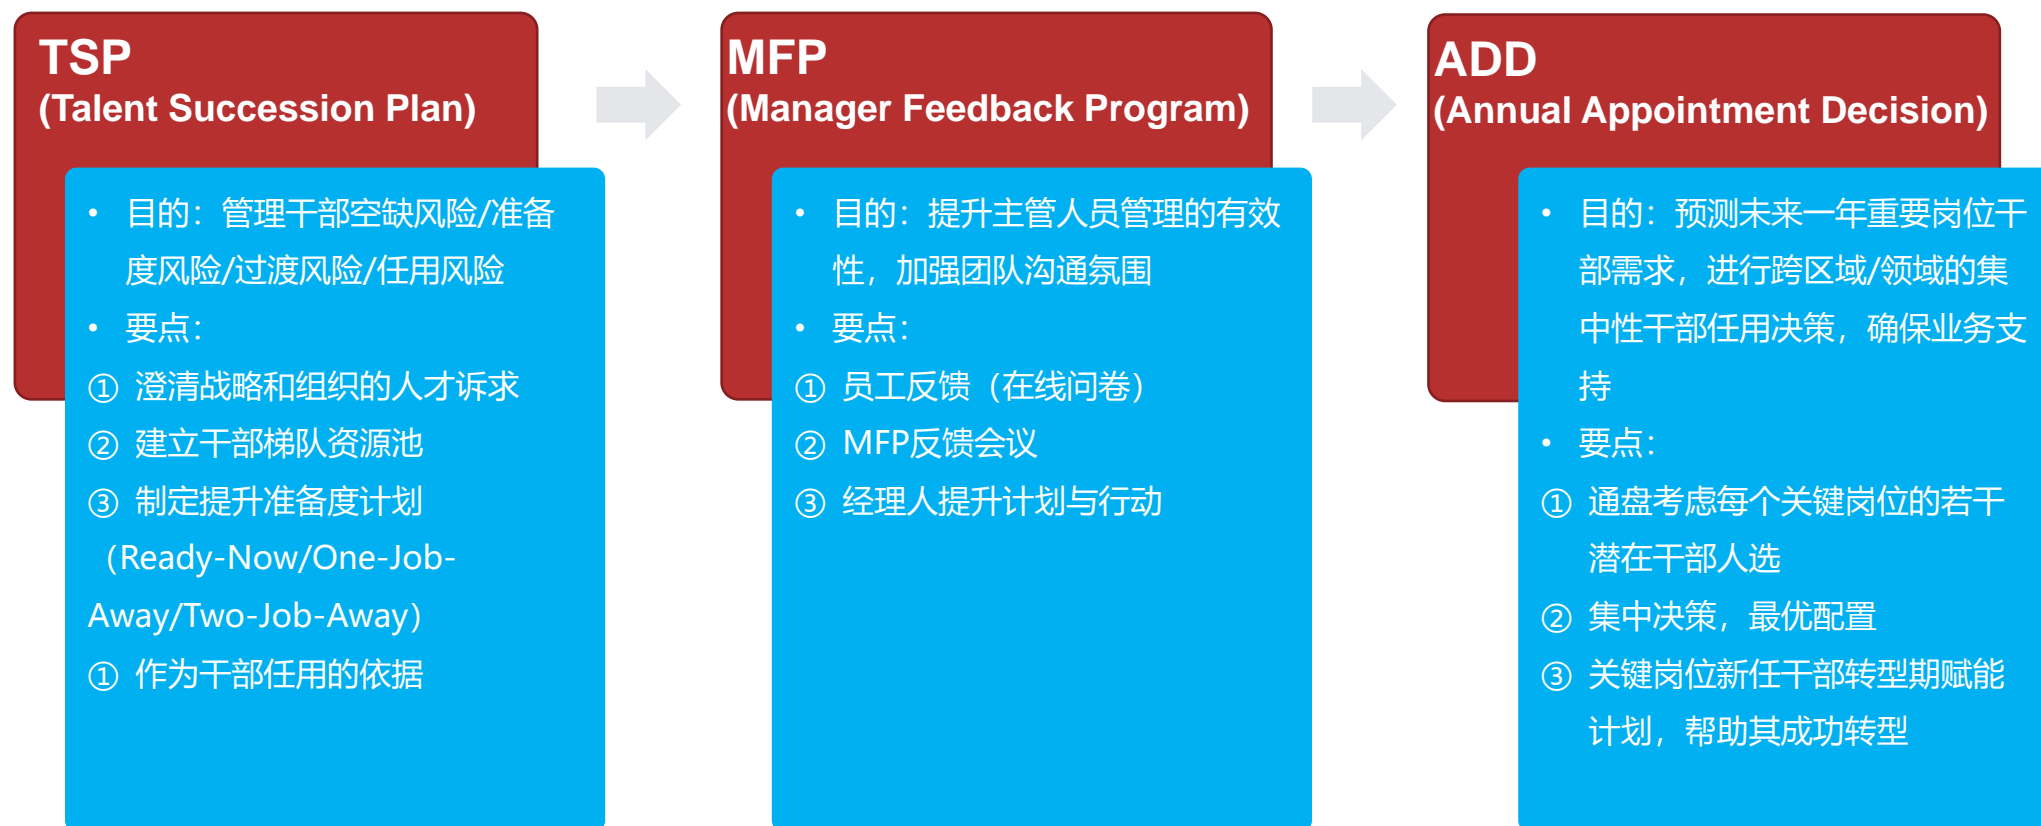 TSP
(Talent Succession Plan)
• 目的：管理干部空缺风险/准备
度风险/过渡风险/任用风险
• 要点：
① 澄清战略和组织的人才诉求
② 建立干部梯队资源池
③ 制定提升准备度计划
（Ready-Now/One-Job-
Away/Two-Job-Away）
① 作为干部任用的依据
MFP
(Manager Feedback Program)
• 目的：提升主管人员管理的有效
性，加强团队沟通氛围
• 要点：
① 员工反馈（在线问卷）
② MFP反馈会议
③ 经理人提升计划与行动
ADD
(Annual Appointment Decision)
• 目的：预测未来一年重要岗位干
部需求，进行跨区域/领域的集
中性干部任用决策，确保业务支
持
• 要点：
① 通盘考虑每个关键岗位的若干
潜在干部人选
② 集中决策，最优配置
③ 关键岗位新任干部转型期赋能
计划，帮助其成功转型